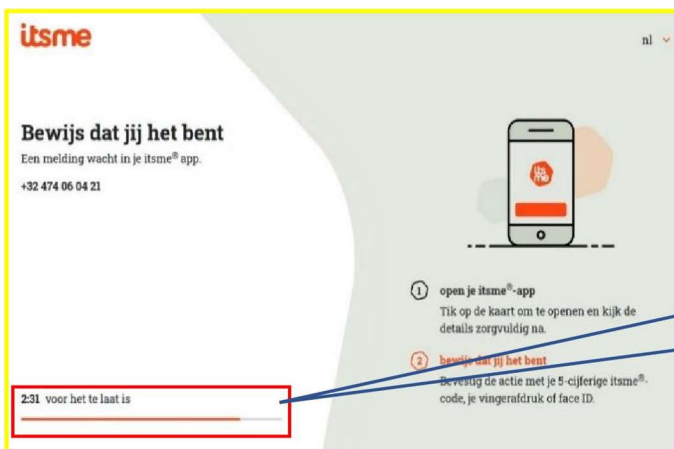 itsme
nl
Bewijs dat jij het bent
Een melding wacht in je itsme® app.
+32 474 06 04 21
its
me
1 open je itsme®-app
Tik op de kaart om te openen en kijk de
details zorgvuldig na.
2 bewijs dat jij het bent
Bevestig de actie met je 5-cijferige itsme®-
code, je vingerafdruk of face ID.
2:31 voor het te laat is